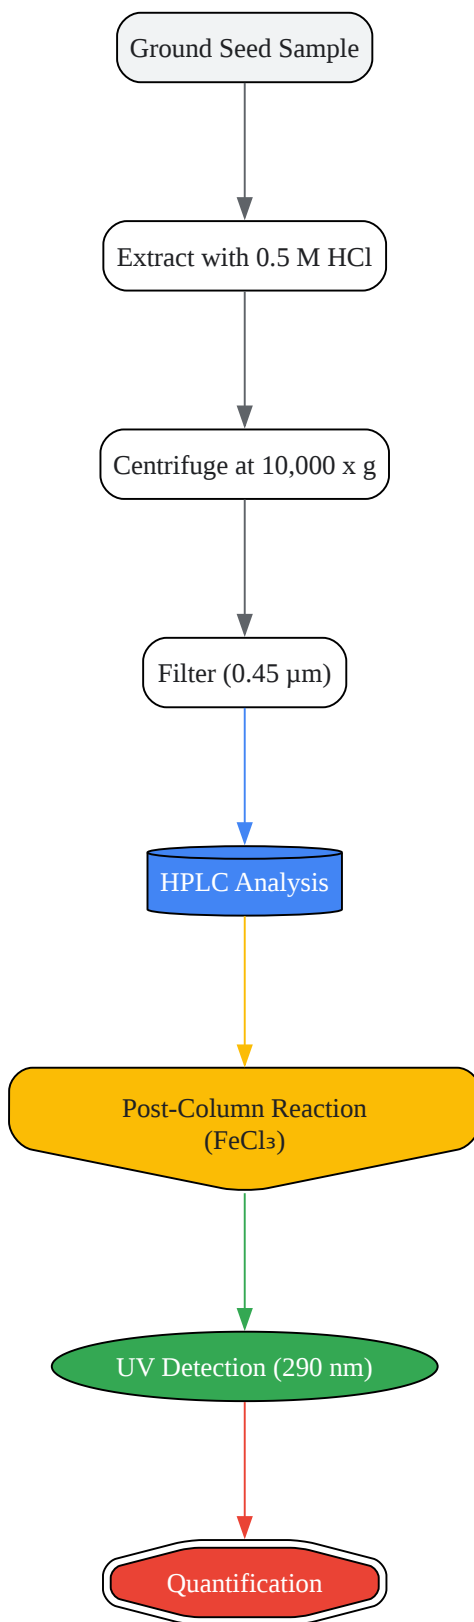 Ground Seed Sample
Extract with 0.5 M HCl
Centrifuge at 10,000 x g
Filter (0.45 µm)
HPLC Analysis
Post-Column Reaction
(FeCl₃)
UV Detection (290 nm)
Quantification